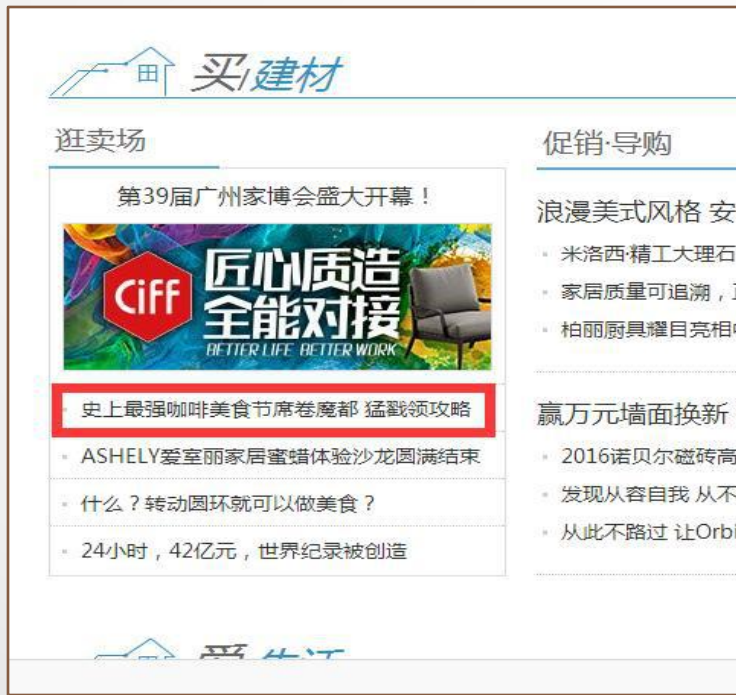 买/建材
逛卖场
第39届广州家博会盛大开幕！
CiFF
匠心质造
全能对接
BETTER LIFE BETTER WORK
史上最强咖啡美食节席卷魔都 猛戳领攻略
ASHELY爱室丽家居蜜蜡体验沙龙圆满结束
什么？转动圆环就可以做美食？
24小时，42亿元，世界纪录被创造
促销·导购
浪漫美式风格 安
米洛西·精工大理石
家居质量可追溯，
柏丽厨具耀目亮相
赢万元墙面换新
2016诺贝尔磁砖高
发现从容自我 从不
从此不路过 让Orbi